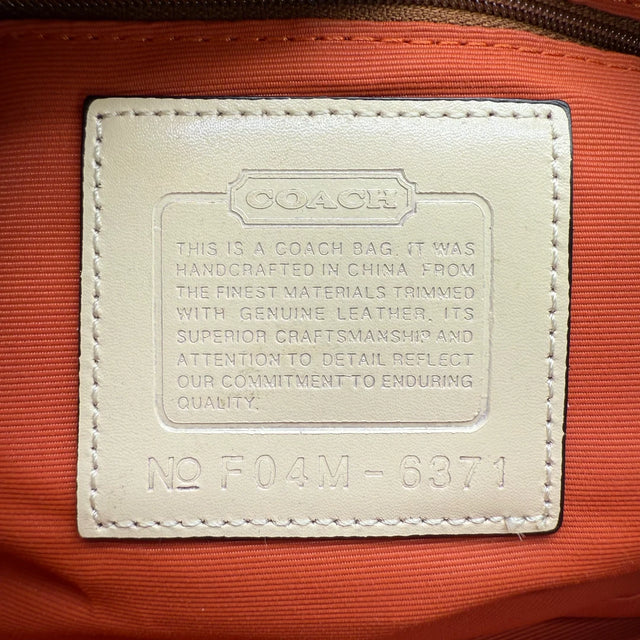 COACH
THIS IS A COACH BAG. IT WAS
HANDCRAFTED IN CHINA FROM
THE FINEST MATERIALS TRIMMED
WITH GENUINE LEATHER. ITS
SUPERIOR CRAFTSMANSHIP AND
ATTENTION TO DETAIL REFLECT
OUR COMMITMENT TO ENDURING
QUALITY.
No F04M-6371